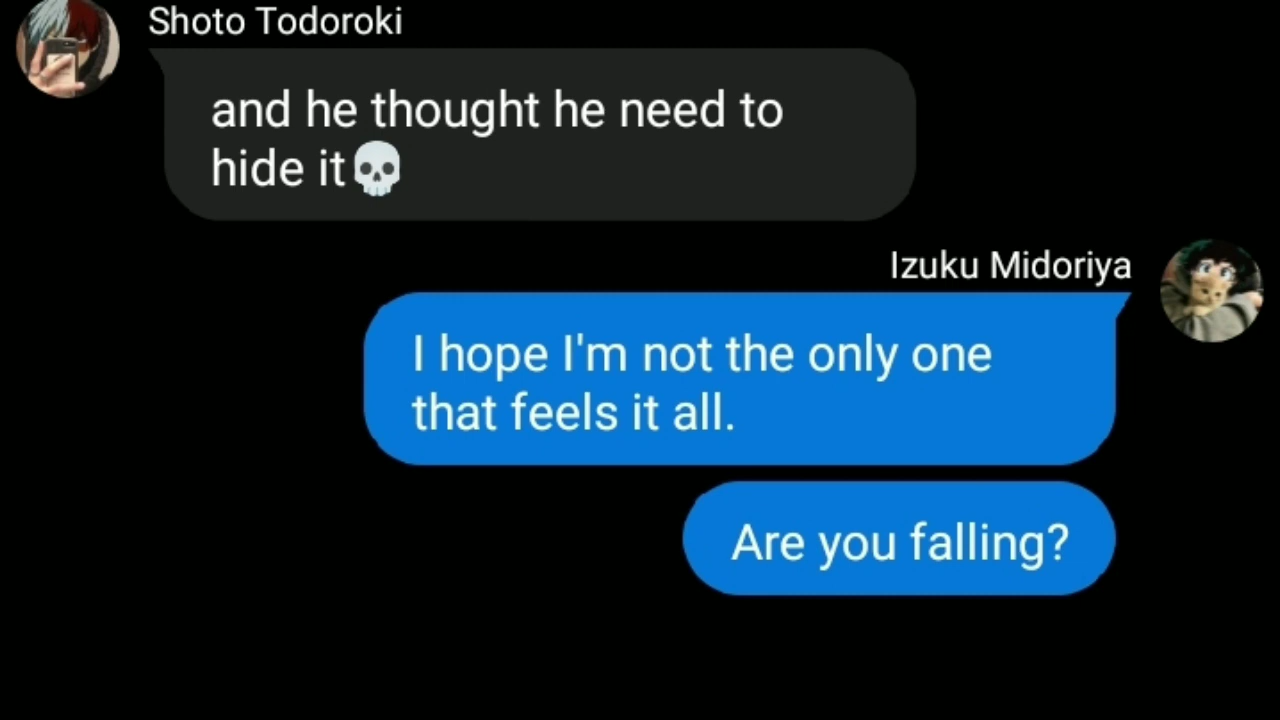 Shoto Todoroki
and he thought he need to
hide it💀
Izuku Midoriya
I hope I'm not the only one
that feels it all.
Are you falling?